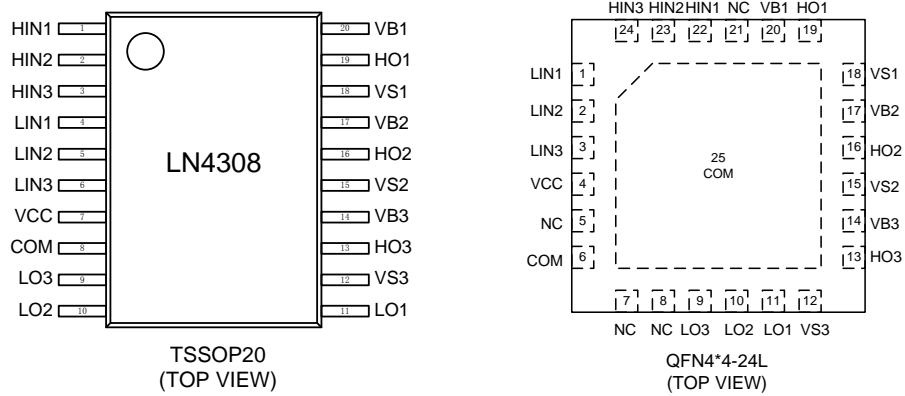 HIN1 1 20 VB1
HIN2 2 19 HO1
HIN3 3 18 VS1
LIN1 4 17 VB2
LIN2 5 16 HO2
LIN3 6 15 VS2
VCC 7 14 VB3
COM 8 13 HO3
LO3 9 12 VS3
LO2 10 11 LO1
LN4308
TSSOP20
(TOP VIEW)
HIN3 HIN2 HIN1 NC VB1 HO1
24 23 22 21 20 19
LIN1 1 18 VS1
LIN2 2 17 VB2
LIN3 3 16 HO2
VCC 4 15 VS2
NC 5 14 VB3
COM 6 13 HO3
25
COM
7 8 9 10 11 12
NC NC LO3 LO2 LO1 VS3
QFN4*4-24L
(TOP VIEW)